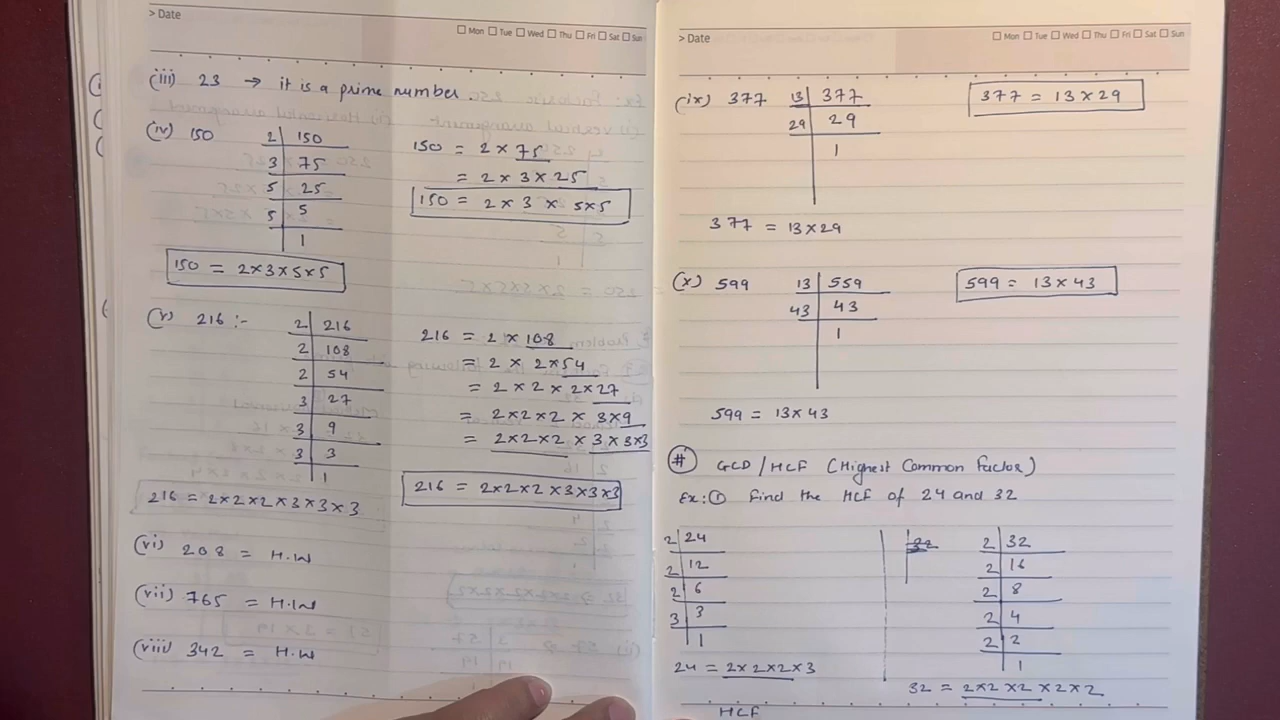 > Date
Mon Tue Wed Thu Fri Sat Sun
(iii) 23 → it is a prime number.
(iv) 150
2 | 150
3 | 75
5 | 25
5 | 5
1
150 = 2 × 75
= 2 × 3 × 25
150 = 2 × 3 × 5×5
150 = 2×3×5×5
(v) 216 :-
2 | 216
2 | 108
2 | 54
3 | 27
3 | 9
3 | 3
1
216 = 2 × 108
= 2 × 2×54
= 2 × 2 × 2×27
= 2×2×2 × 3×9
= 2×2×2 × 3×3×3
216 = 2×2×2×3×3×3
216 = 2×2×2×3×3×3
(vi) 208 = H.W
(vii) 765 = H.W
(viii) 342 = H.W
> Date
Mon Tue Wed Thu Fri Sat Sun
(ix) 377
13 | 377
29 | 29
1
377 = 13×29
377 = 13×29
(x) 599
13 | 559
43 | 43
1
599 = 13×43
599 = 13×43
# GCD/HCF (Highest Common Factor)
Ex:① Find the HCF of 24 and 32
2 | 24
2 | 12
2 | 6
3 | 3
1
24 = 2×2×2×3
2 | 32
2 | 16
2 | 8
2 | 4
2 | 2
1
32 = 2×2×2×2×2
HCF